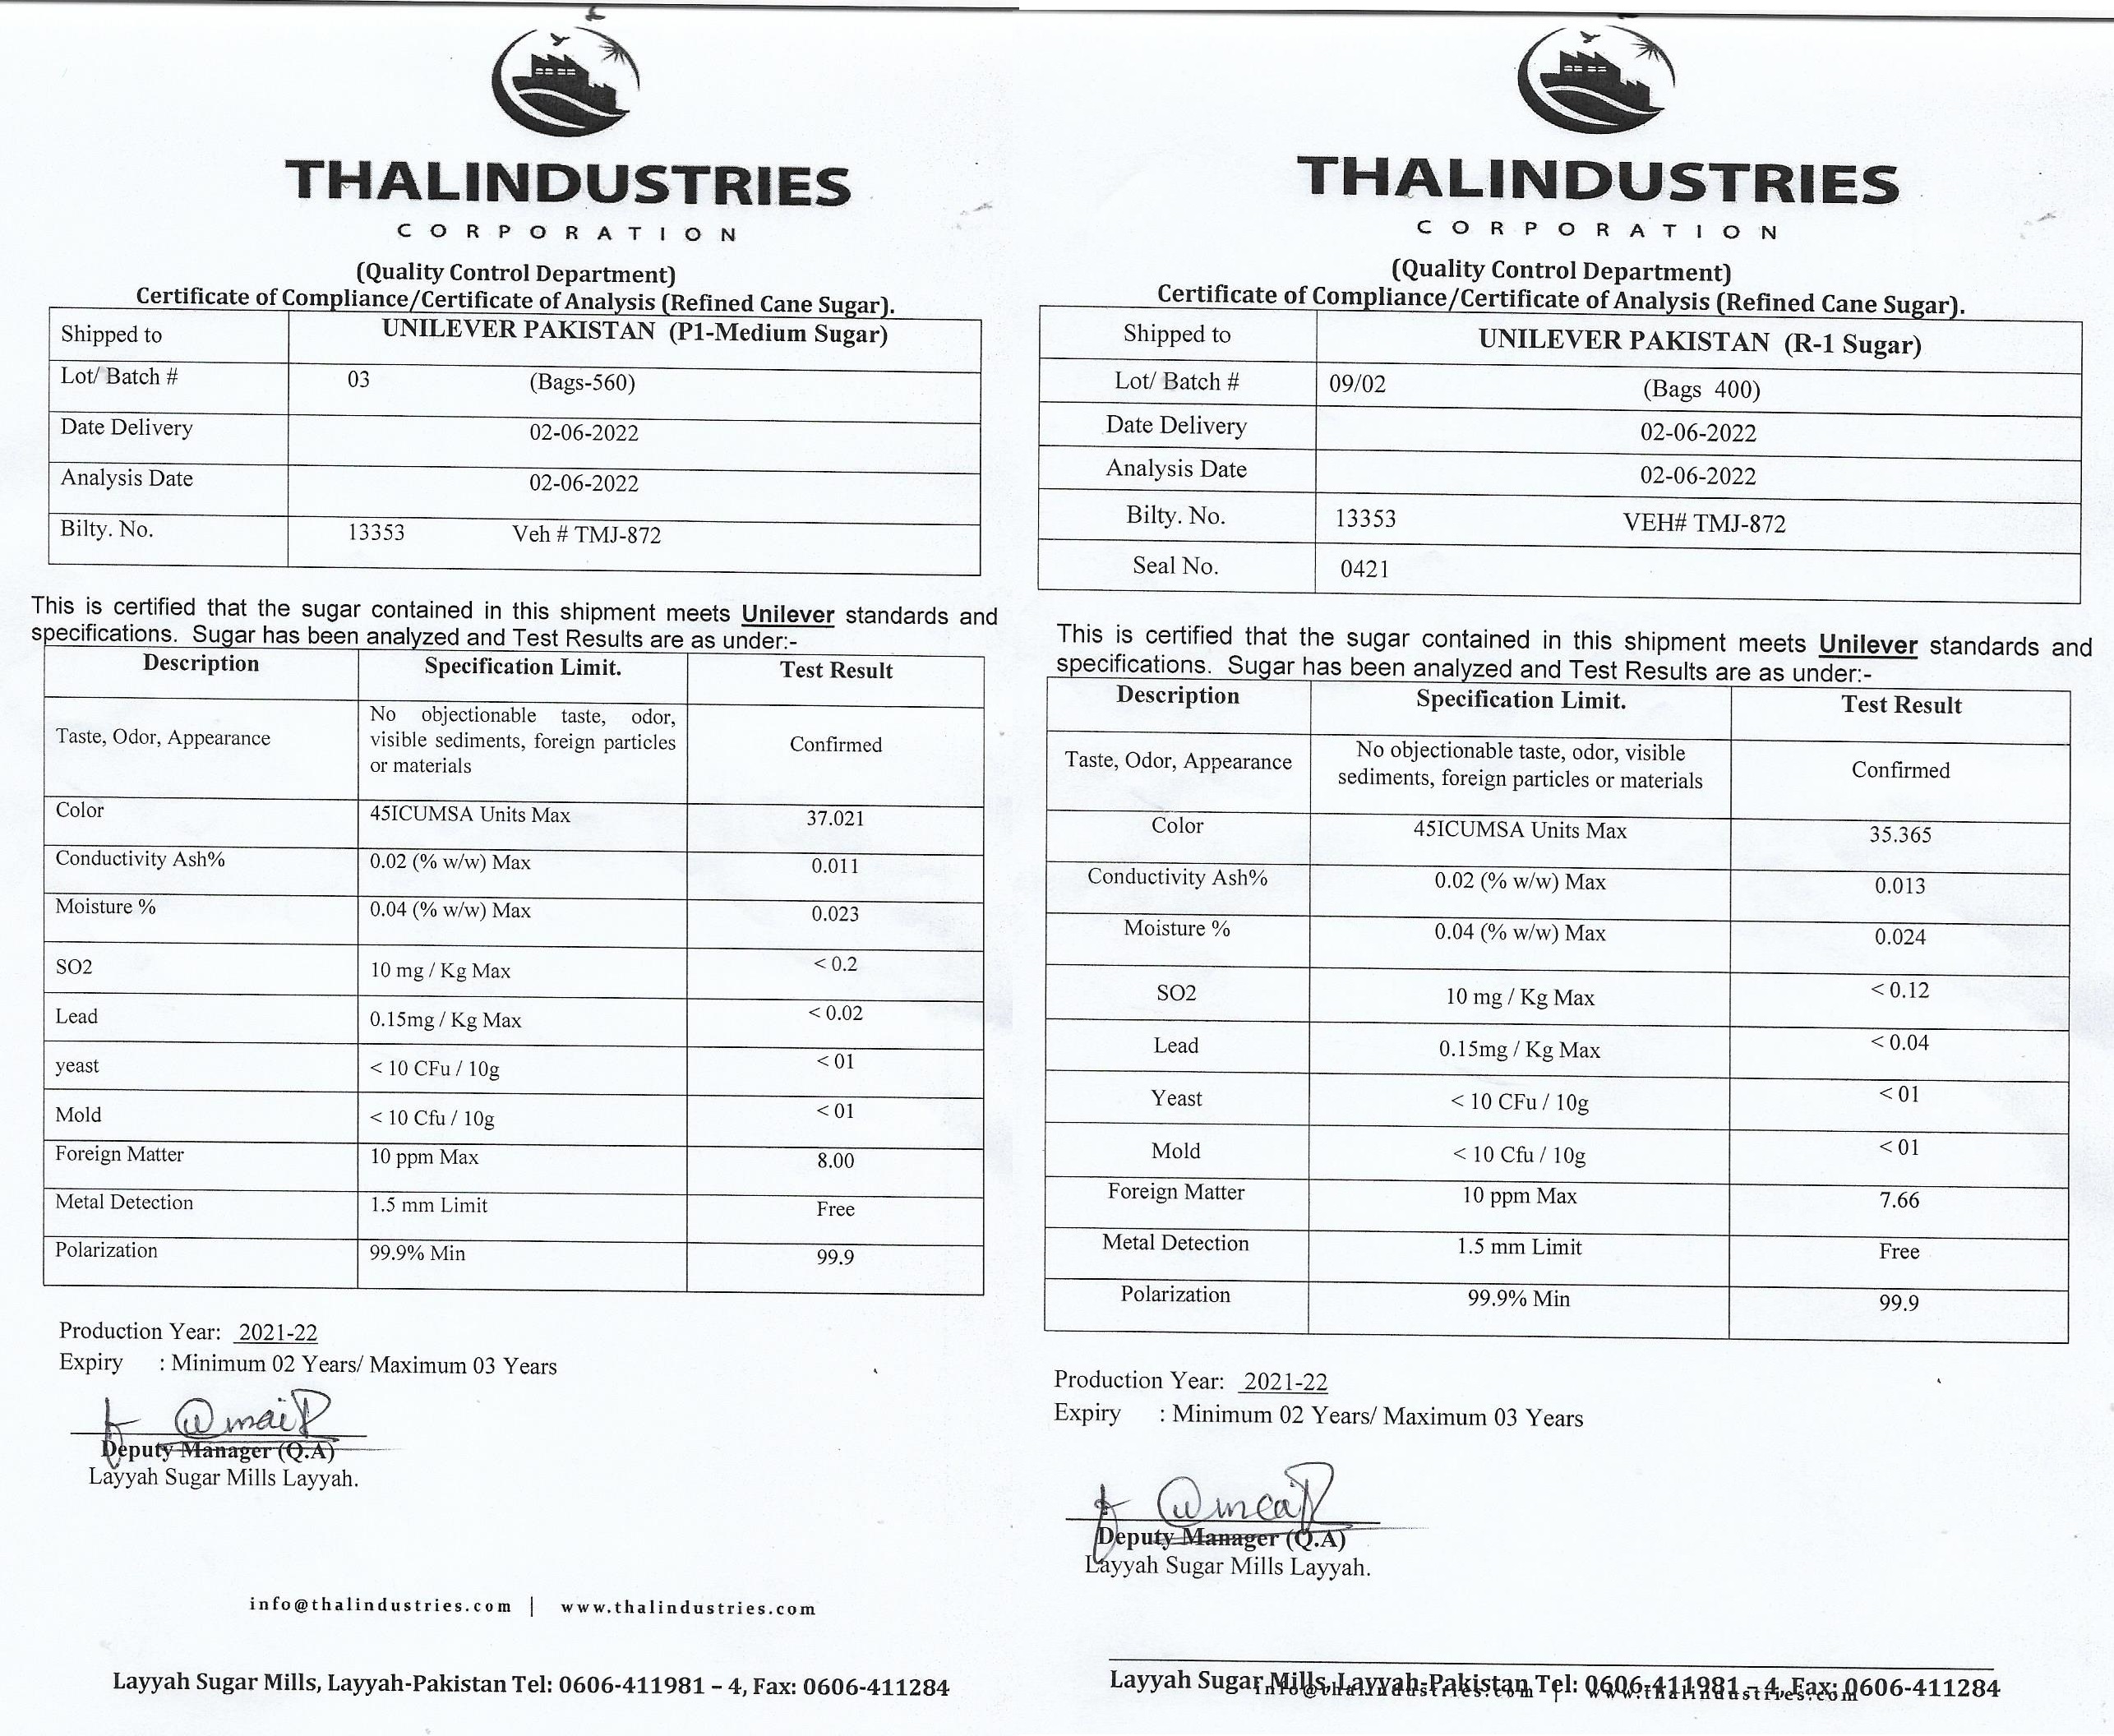 THALINDUSTRIES
CORPORATION
(Quality Control Department)
Certificate of Compliance/Certificate of Analysis (Refined Cane Sugar).
Shipped to UNILEVER PAKISTAN (P1-Medium Sugar)
Lot/ Batch # 03 (Bags-560)
Date Delivery 02-06-2022
Analysis Date 02-06-2022
Bilty. No. 13353 Veh # TMJ-872
This is certified that the sugar contained in this shipment meets Unilever standards and
specifications. Sugar has been analyzed and Test Results are as under:-
Description Specification Limit. Test Result
Taste, Odor, Appearance No objectionable taste, odor,
visible sediments, foreign particles
or materials Confirmed
Color 45ICUMSA Units Max 37.021
Conductivity Ash% 0.02 (% w/w) Max 0.011
Moisture % 0.04 (% w/w) Max 0.023
SO2 10 mg / Kg Max < 0.2
Lead 0.15mg / Kg Max < 0.02
yeast < 10 CFu / 10g < 01
Mold < 10 Cfu / 10g < 01
Foreign Matter 10 ppm Max 8.00
Metal Detection 1.5 mm Limit Free
Polarization 99.9% Min 99.9
Production Year: 2021-22
Expiry : Minimum 02 Years/ Maximum 03 Years
Deputy Manager (Q.A)
Layyah Sugar Mills Layyah.
info@thalindustries.com | www.thalindustries.com
Layyah Sugar Mills, Layyah-Pakistan Tel: 0606-411981 – 4, Fax: 0606-411284
THALINDUSTRIES
CORPORATION
(Quality Control Department)
Certificate of Compliance/Certificate of Analysis (Refined Cane Sugar).
Shipped to UNILEVER PAKISTAN (R-1 Sugar)
Lot/ Batch # 09/02 (Bags 400)
Date Delivery 02-06-2022
Analysis Date 02-06-2022
Bilty. No. 13353 VEH# TMJ-872
Seal No. 0421
This is certified that the sugar contained in this shipment meets Unilever standards and
specifications. Sugar has been analyzed and Test Results are as under:-
Description Specification Limit. Test Result
Taste, Odor, Appearance No objectionable taste, odor, visible
sediments, foreign particles or materials Confirmed
Color 45ICUMSA Units Max 35.365
Conductivity Ash% 0.02 (% w/w) Max 0.013
Moisture % 0.04 (% w/w) Max 0.024
SO2 10 mg / Kg Max < 0.12
Lead 0.15mg / Kg Max < 0.04
Yeast < 10 CFu / 10g < 01
Mold < 10 Cfu / 10g < 01
Foreign Matter 10 ppm Max 7.66
Metal Detection 1.5 mm Limit Free
Polarization 99.9% Min 99.9
Production Year: 2021-22
Expiry : Minimum 02 Years/ Maximum 03 Years
Deputy Manager (Q.A)
Layyah Sugar Mills Layyah.
Layyah Sugar Mills, Layyah-Pakistan Tel: 0606-411981 – 4, Fax: 0606-411284
info@thalindustries.com | www.thalindustries.com